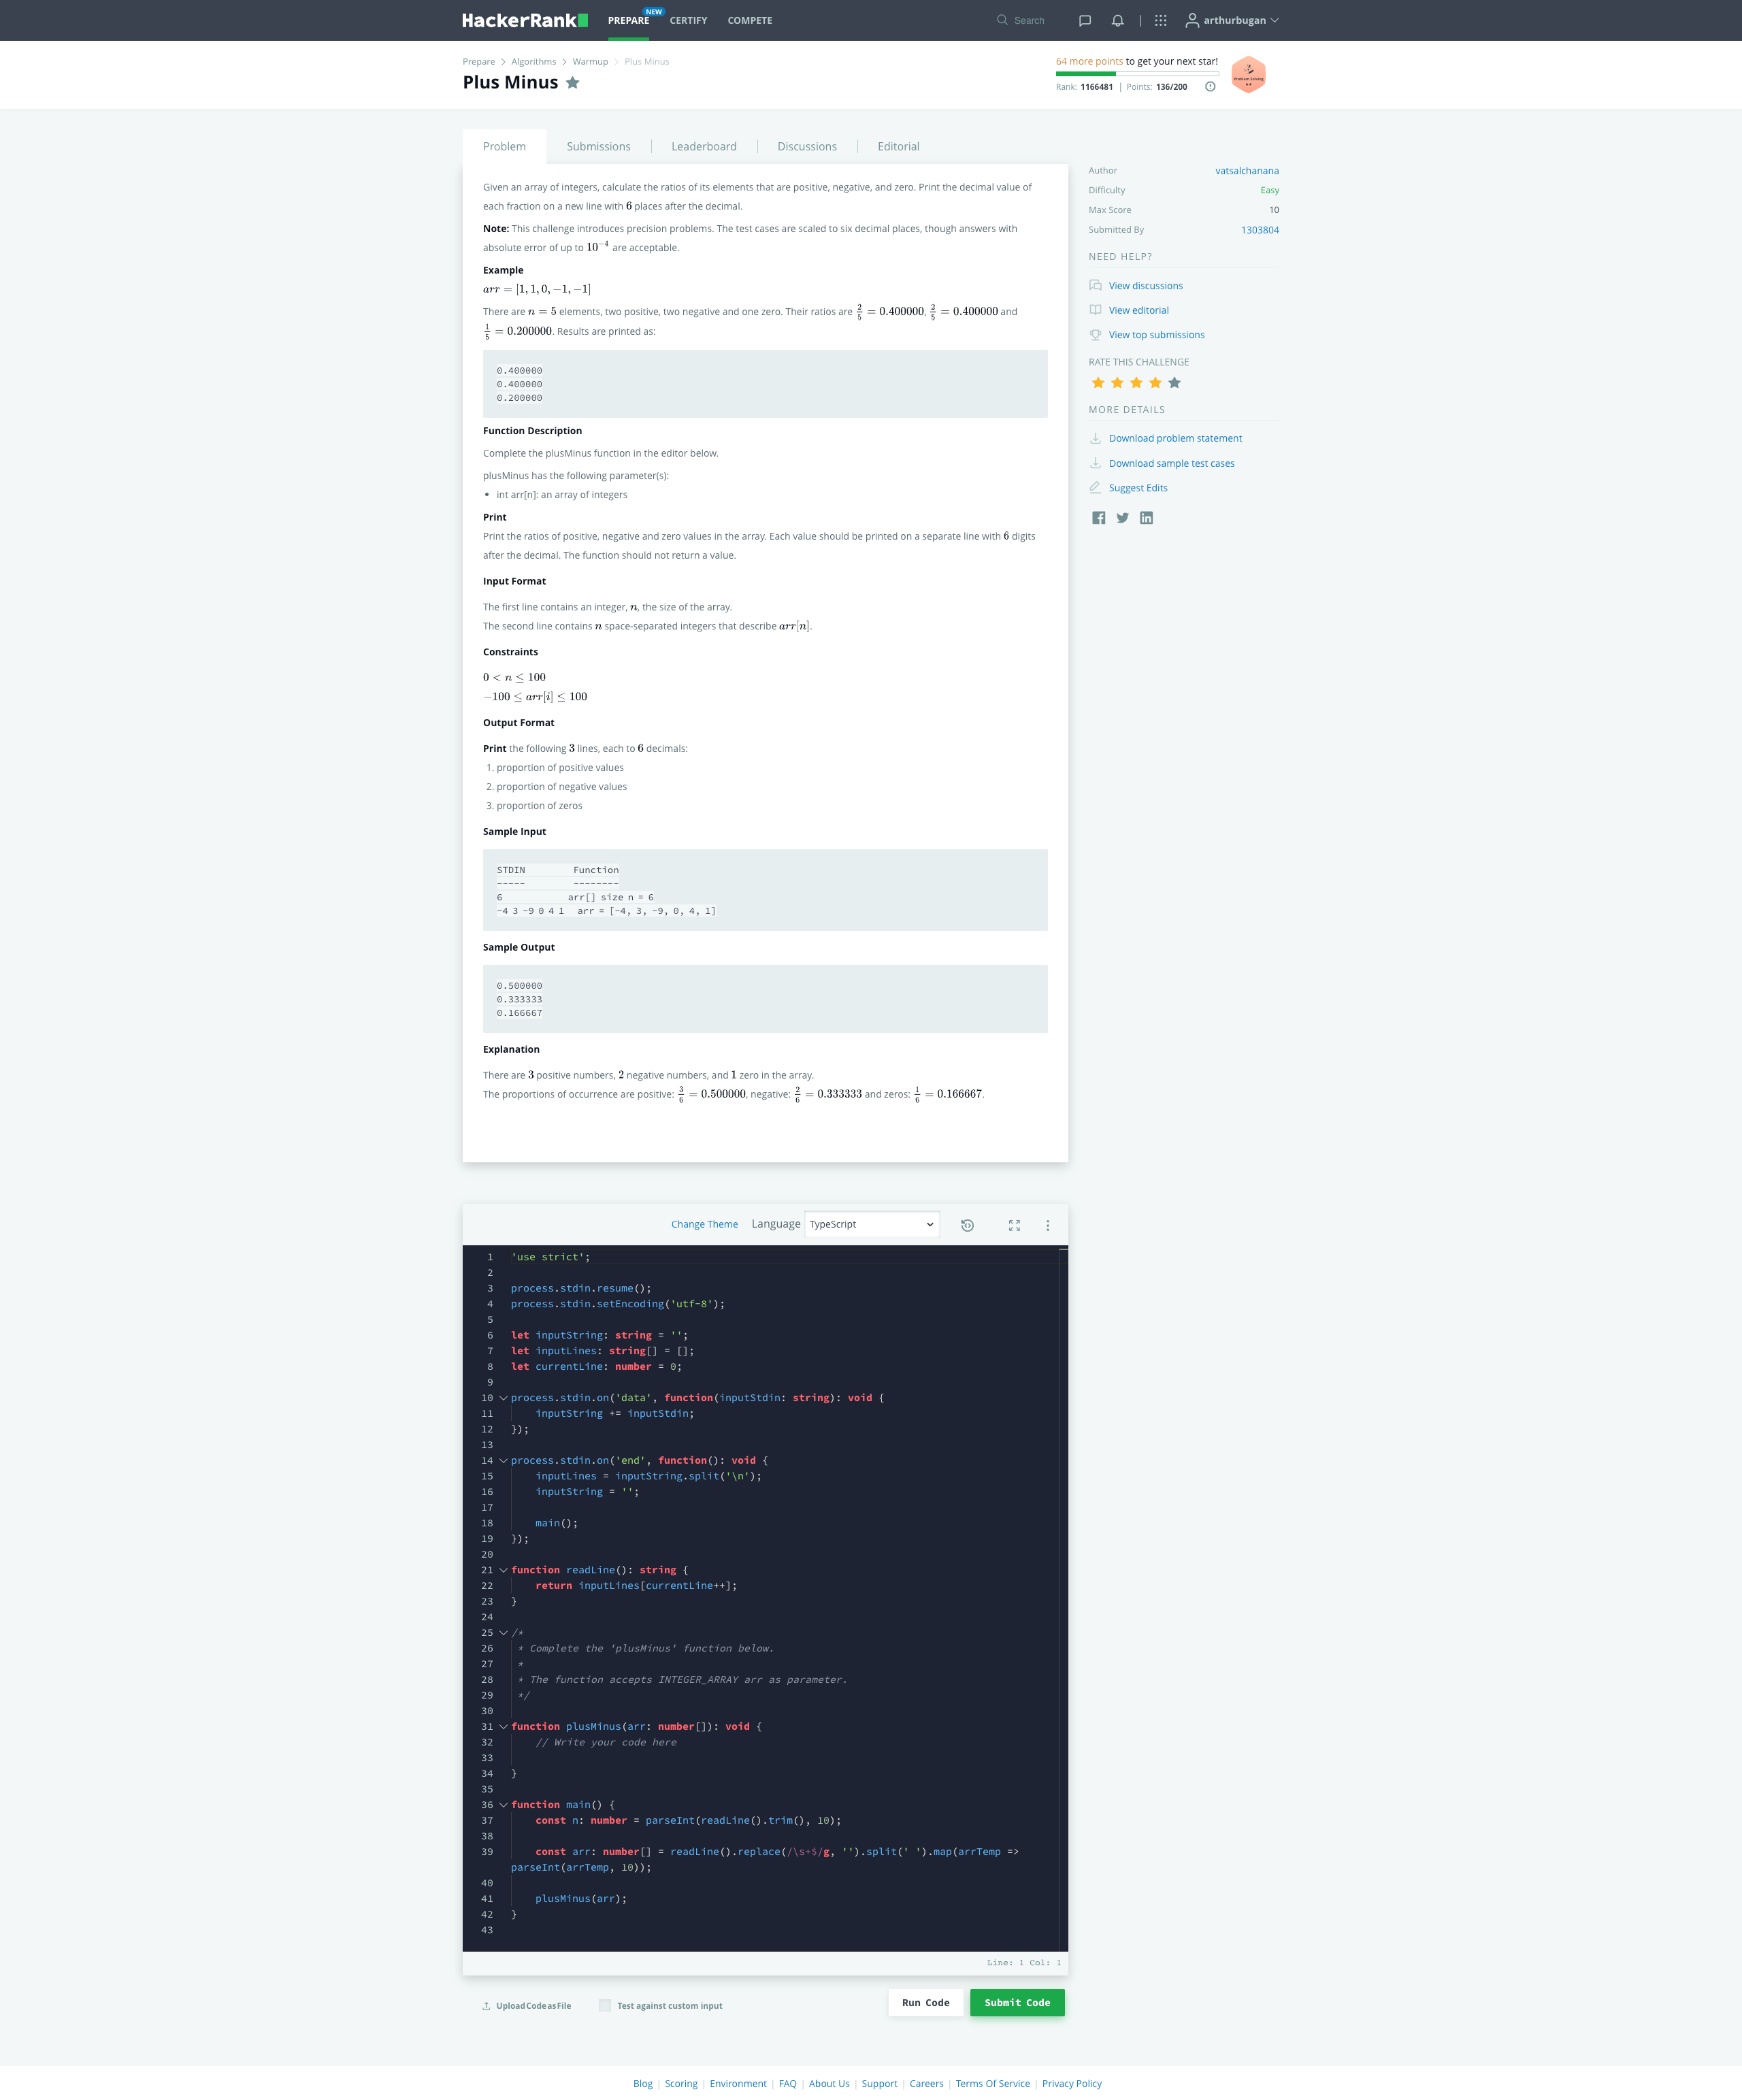 HackerRank
PREPARE
NEW
CERTIFY
COMPETE
Search
|
arthurbugan
Prepare > Algorithms > Warmup > Plus Minus
Plus Minus
64 more points to get your next star!
Rank: 1166481 | Points: 136/200
Problem Solving
Problem
Submissions
Leaderboard
Discussions
Editorial
Given an array of integers, calculate the ratios of its elements that are positive, negative, and zero. Print the decimal value of
each fraction on a new line with 6 places after the decimal.
Note: This challenge introduces precision problems. The test cases are scaled to six decimal places, though answers with
absolute error of up to 10⁻⁴ are acceptable.
Example
arr = [1, 1, 0, −1, −1]
There are n = 5 elements, two positive, two negative and one zero. Their ratios are 2/5 = 0.400000, 2/5 = 0.400000 and
1/5 = 0.200000. Results are printed as:
0.400000
0.400000
0.200000
Function Description
Complete the plusMinus function in the editor below.
plusMinus has the following parameter(s):
• int arr[n]: an array of integers
Print
Print the ratios of positive, negative and zero values in the array. Each value should be printed on a separate line with 6 digits
after the decimal. The function should not return a value.
Input Format
The first line contains an integer, n, the size of the array.
The second line contains n space-separated integers that describe arr[n].
Constraints
0 < n ≤ 100
−100 ≤ arr[i] ≤ 100
Output Format
Print the following 3 lines, each to 6 decimals:
1. proportion of positive values
2. proportion of negative values
3. proportion of zeros
Sample Input
STDIN Function
----- --------
6 arr[] size n = 6
-4 3 -9 0 4 1 arr = [-4, 3, -9, 0, 4, 1]
Sample Output
0.500000
0.333333
0.166667
Explanation
There are 3 positive numbers, 2 negative numbers, and 1 zero in the array.
The proportions of occurrence are positive: 3/6 = 0.500000, negative: 2/6 = 0.333333 and zeros: 1/6 = 0.166667.
Author vatsalchanana
Difficulty Easy
Max Score 10
Submitted By 1303804
NEED HELP?
View discussions
View editorial
View top submissions
RATE THIS CHALLENGE
MORE DETAILS
Download problem statement
Download sample test cases
Suggest Edits
Change Theme Language TypeScript
1 'use strict';
2
3 process.stdin.resume();
4 process.stdin.setEncoding('utf-8');
5
6 let inputString: string = '';
7 let inputLines: string[] = [];
8 let currentLine: number = 0;
9
10 process.stdin.on('data', function(inputStdin: string): void {
11 inputString += inputStdin;
12 });
13
14 process.stdin.on('end', function(): void {
15 inputLines = inputString.split('\n');
16 inputString = '';
17
18 main();
19 });
20
21 function readLine(): string {
22 return inputLines[currentLine++];
23 }
24
25 /*
26 * Complete the 'plusMinus' function below.
27 *
28 * The function accepts INTEGER_ARRAY arr as parameter.
29 */
30
31 function plusMinus(arr: number[]): void {
32 // Write your code here
33
34 }
35
36 function main() {
37 const n: number = parseInt(readLine().trim(), 10);
38
39 const arr: number[] = readLine().replace(/\s+$/g, '').split(' ').map(arrTemp =>
parseInt(arrTemp, 10));
40
41 plusMinus(arr);
42 }
43
Line: 1 Col: 1
Upload Code as File
Test against custom input
Run Code
Submit Code
Blog | Scoring | Environment | FAQ | About Us | Support | Careers | Terms Of Service | Privacy Policy